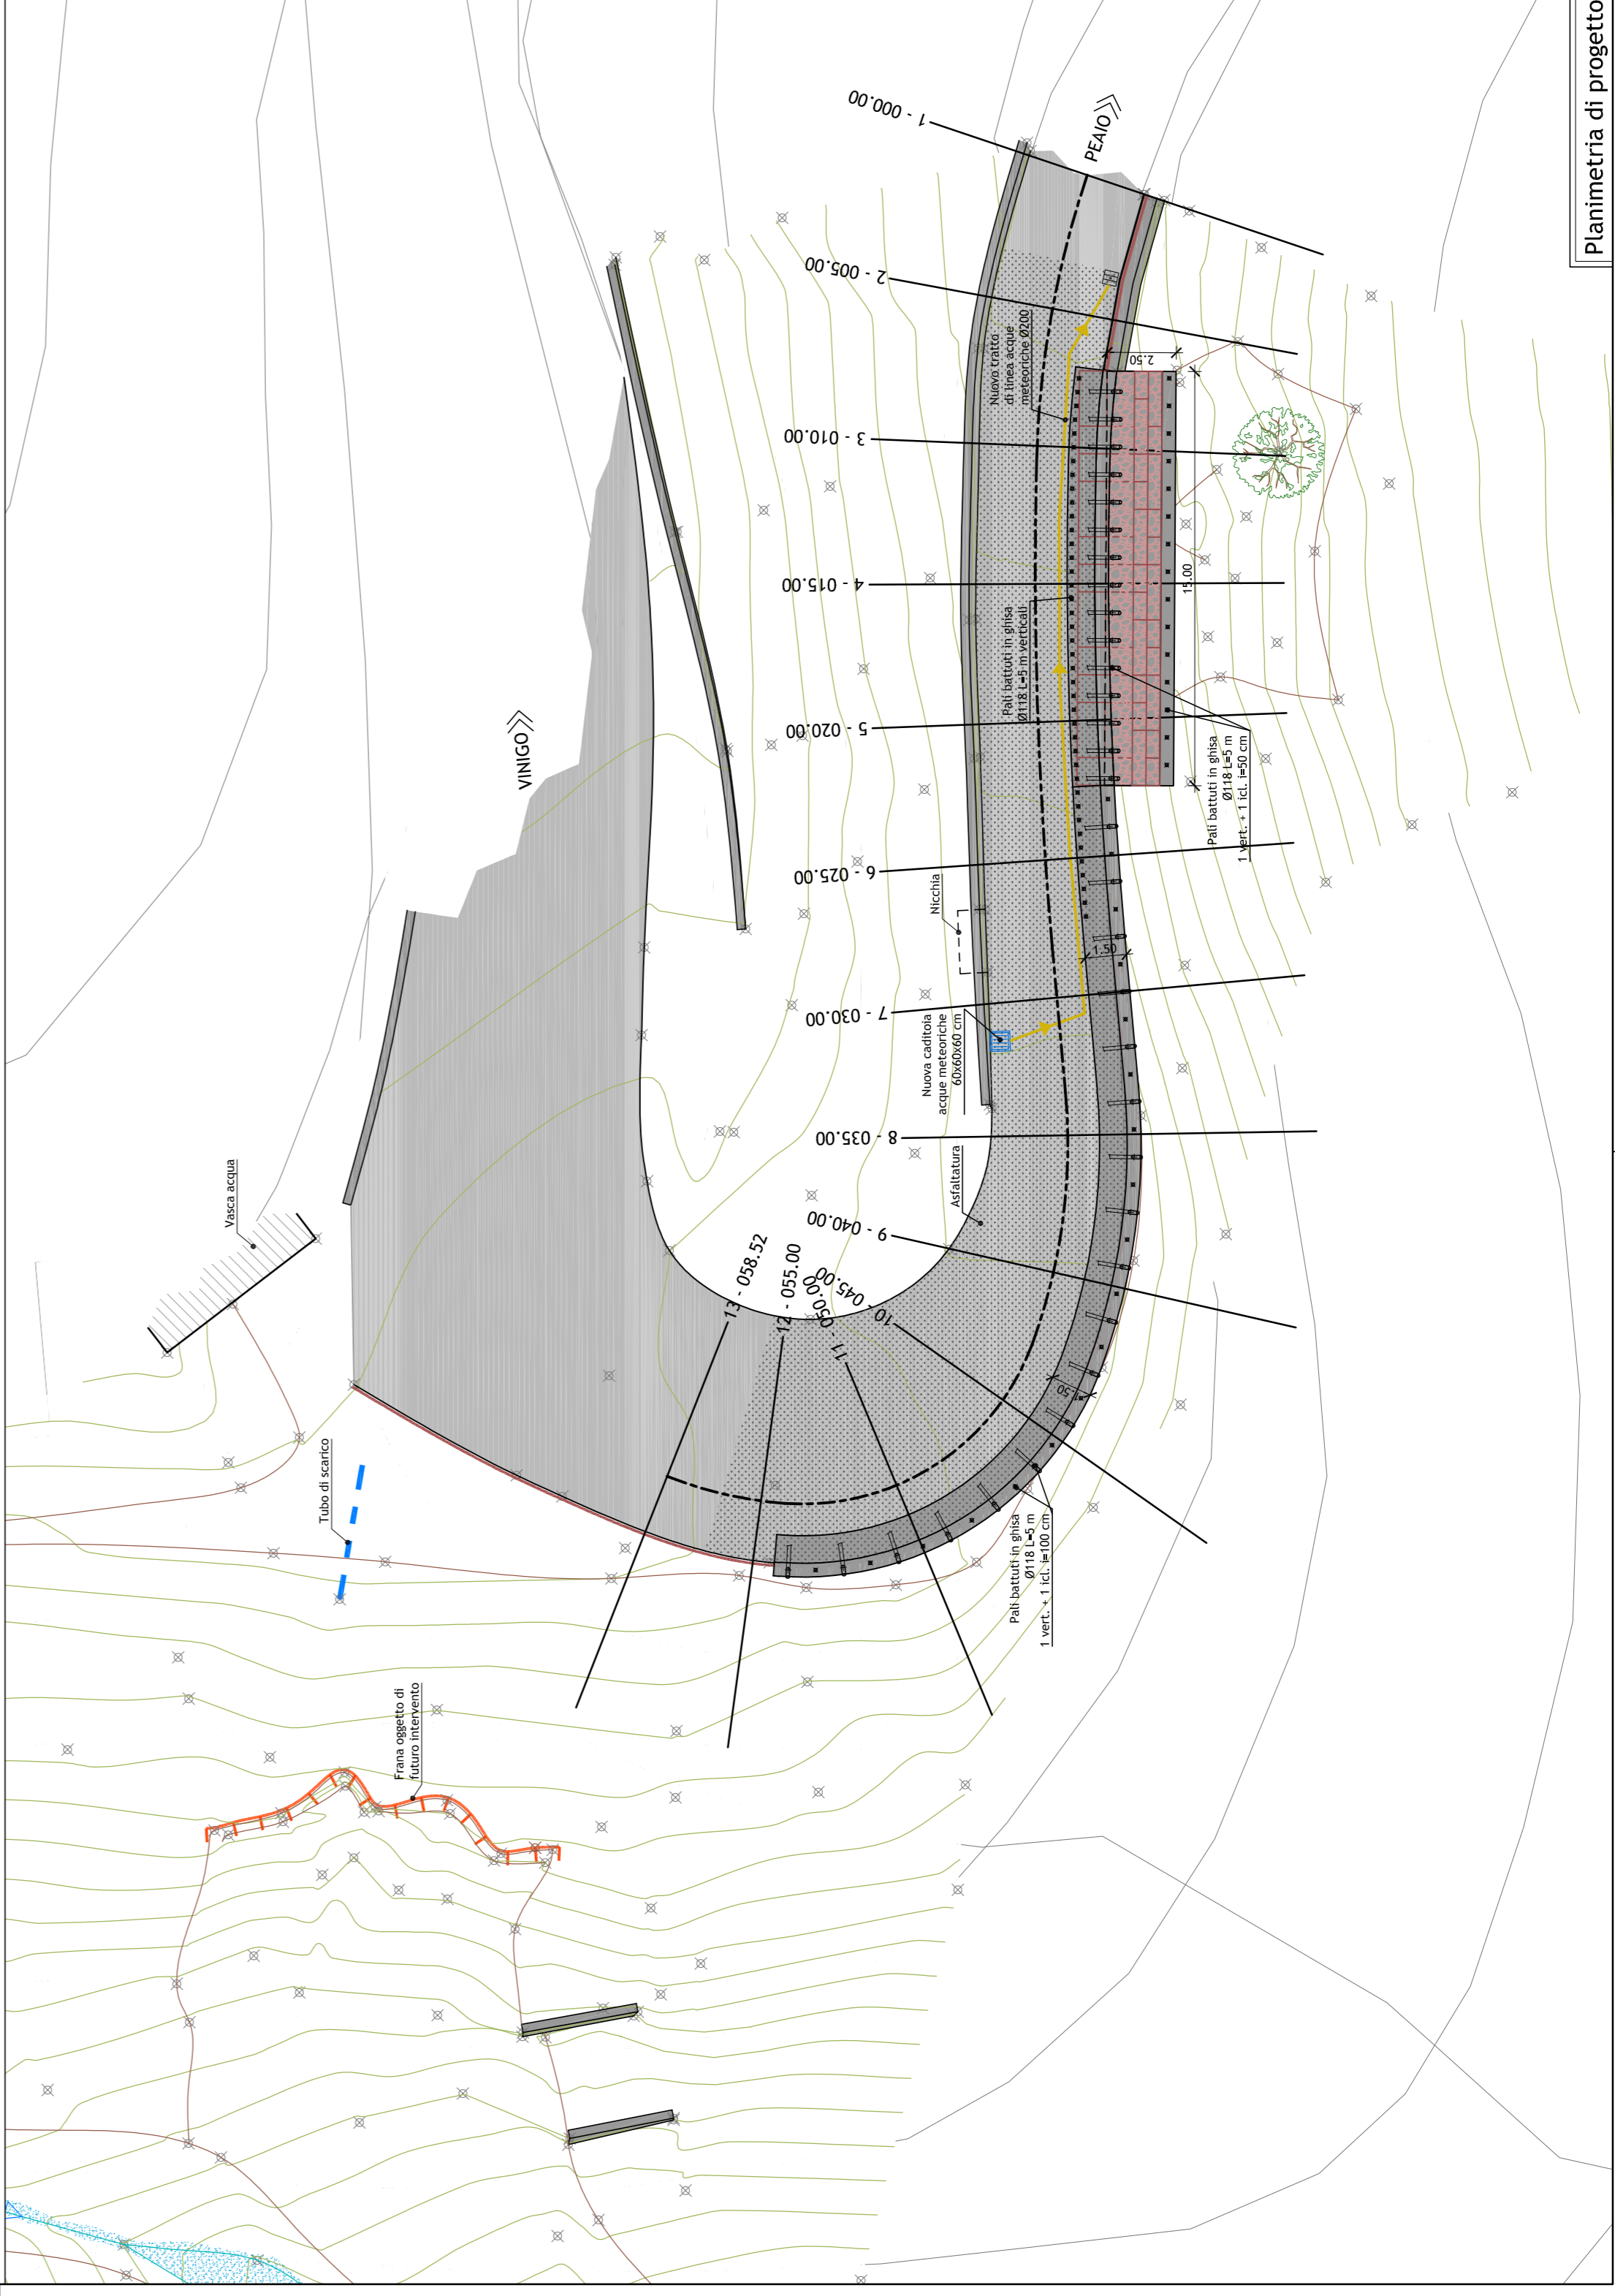 Planimetria di progetto
1 - 000.00
PEAIO
2 - 005.00
Nuovo tratto
di linea acque
meteoriche Ø200
2.50
3 - 010.00
4 - 015.00
15.00
Pali battuti in ghisa
Ø118 L=5 m verticali
5 - 020.00
Pali battuti in ghisa
Ø118 L=5 m
1 vert. + 1 icl. i=50 cm
VINIGO
6 - 025.00
Nicchia
1.50
7 - 030.00
Nuova caditoia
acque meteoriche
60x60x60 cm
8 - 035.00
Asfaltatura
9 - 040.00
10 - 045.00
11 - 050.00
12 - 055.00
13 - 058.52
1.50
Pali battuti in ghisa
Ø118 L=5 m
1 vert. + 1 icl. i=100 cm
Vasca acqua
Tubo di scarico
Frana oggetto di
futuro intervento